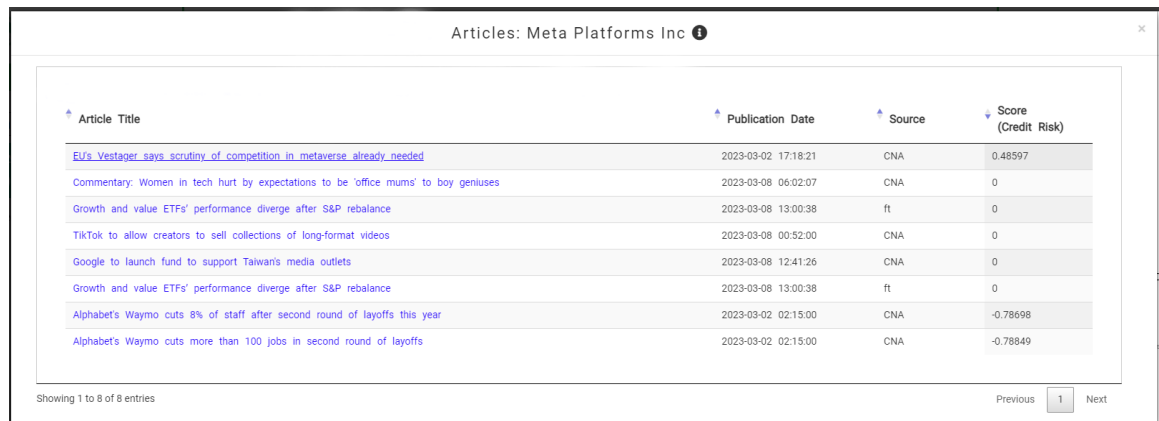 Articles: Meta Platforms Inc
×
Article Title Publication Date Source Score
(Credit Risk)
EU's Vestager says scrutiny of competition in metaverse already needed 2023-03-02 17:18:21 CNA 0.48597
Commentary: Women in tech hurt by expectations to be 'office mums' to boy geniuses 2023-03-08 06:02:07 CNA 0
Growth and value ETFs' performance diverge after S&P rebalance 2023-03-08 13:00:38 ft 0
TikTok to allow creators to sell collections of long-format videos 2023-03-08 00:52:00 CNA 0
Google to launch fund to support Taiwan's media outlets 2023-03-08 12:41:26 CNA 0
Growth and value ETFs' performance diverge after S&P rebalance 2023-03-08 13:00:38 ft 0
Alphabet's Waymo cuts 8% of staff after second round of layoffs this year 2023-03-02 02:15:00 CNA -0.78698
Alphabet's Waymo cuts more than 100 jobs in second round of layoffs 2023-03-02 02:15:00 CNA -0.78849
Showing 1 to 8 of 8 entries Previous 1 Next